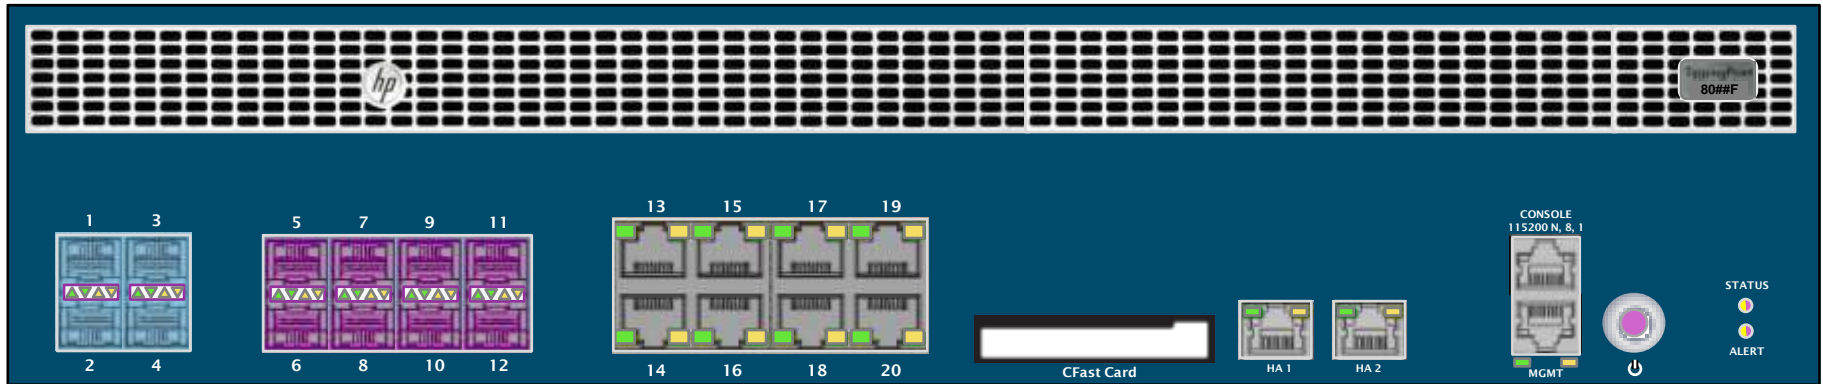 hp
80##F
1 3
5 7 9 11
13 15 17 19
CONSOLE
115200 N, 8, 1
STATUS
ALERT
2 4
6 8 10 12
14 16 18 20
CFast Card
HA 1
HA 2
MGMT